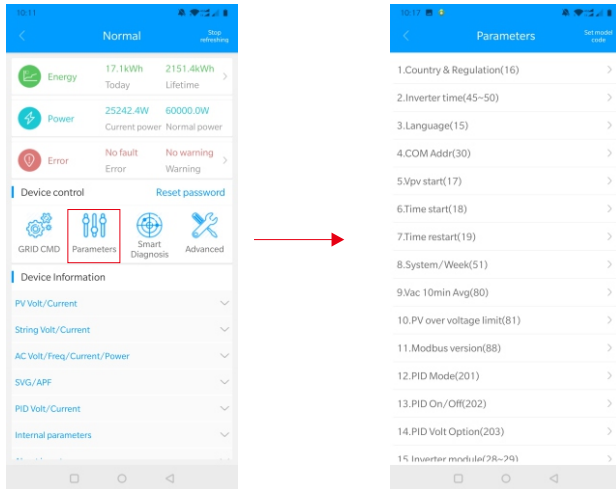 10:11
Normal
Stop
refreshing
Energy
17.1kWh
2151.4kWh
Today
Lifetime
Power
25242.4W
60000.0W
Current power
Normal power
Error
No fault
No warning
Error
Warning
Device control
Reset password
GRID CMD
Parameters
Smart
Diagnosis
Advanced
Device Information
PV Volt/Current
String Volt/Current
AC Volt/Freq/Current/Power
SVG/APF
PID Volt/Current
Internal parameters
10:17
Parameters
Set model
code
1.Country & Regulation(16)
2.Inverter time(45~50)
3.Language(15)
4.COM Addr(30)
5.Vpv start(17)
6.Time start(18)
7.Time restart(19)
8.System/Week(51)
9.Vac 10min Avg(80)
10.PV over voltage limit(81)
11.Modbus version(88)
12.PID Mode(201)
13.PID On/Off(202)
14.PID Volt Option(203)
15.Inverter module(28~29)